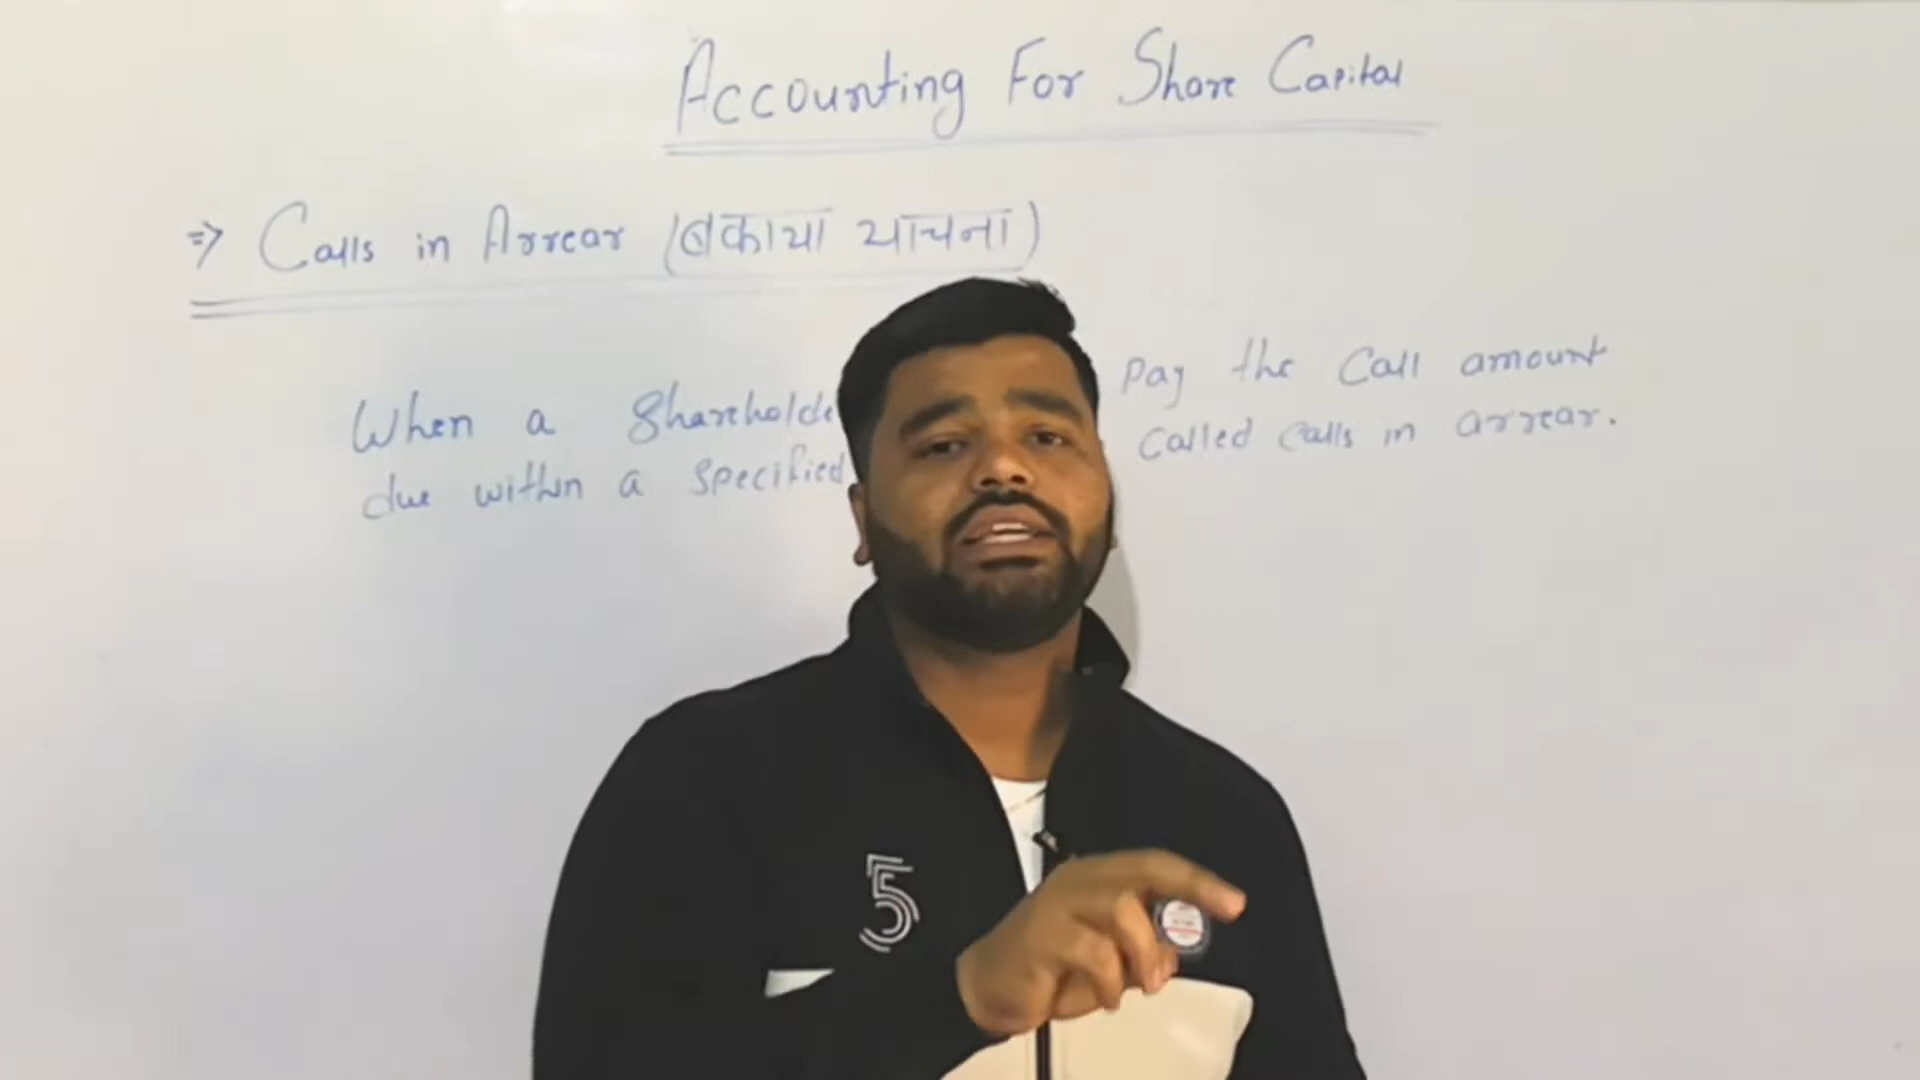 Accounting For Share Capital
=> Calls in Arrear (बकाया याचना)
When a Shareholde Pay the Call amount
due within a specified called calls in arrear.
5